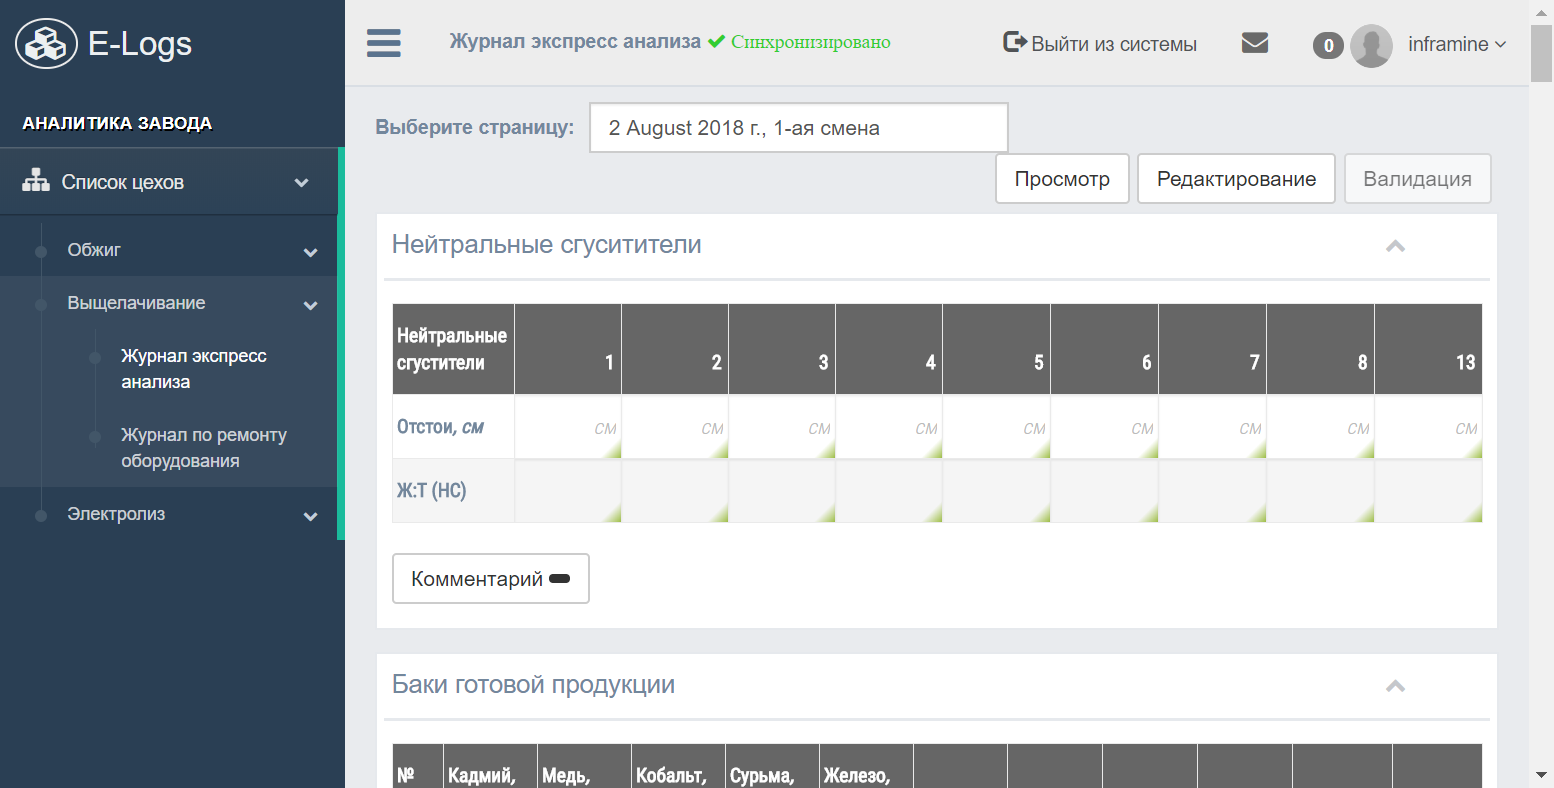 E-Logs
АНАЛИТИКА ЗАВОДА
Список цехов
Обжиг
Выщелачивание
Журнал экспресс
анализа
Журнал по ремонту
оборудования
Электролиз
Журнал экспресс анализа Синхронизировано
Выйти из системы
0 inframine
Выберите страницу: 2 August 2018 г., 1-ая смена
Просмотр Редактирование Валидация
Нейтральные сгуситители
Нейтральные
сгустители 1 2 3 4 5 6 7 8 13
Отстои, см см см см см см см см см см
Ж:Т (НС)
Комментарий
Баки готовой продукции
№ Кадмий, Медь, Кобальт, Сурьма, Железо,